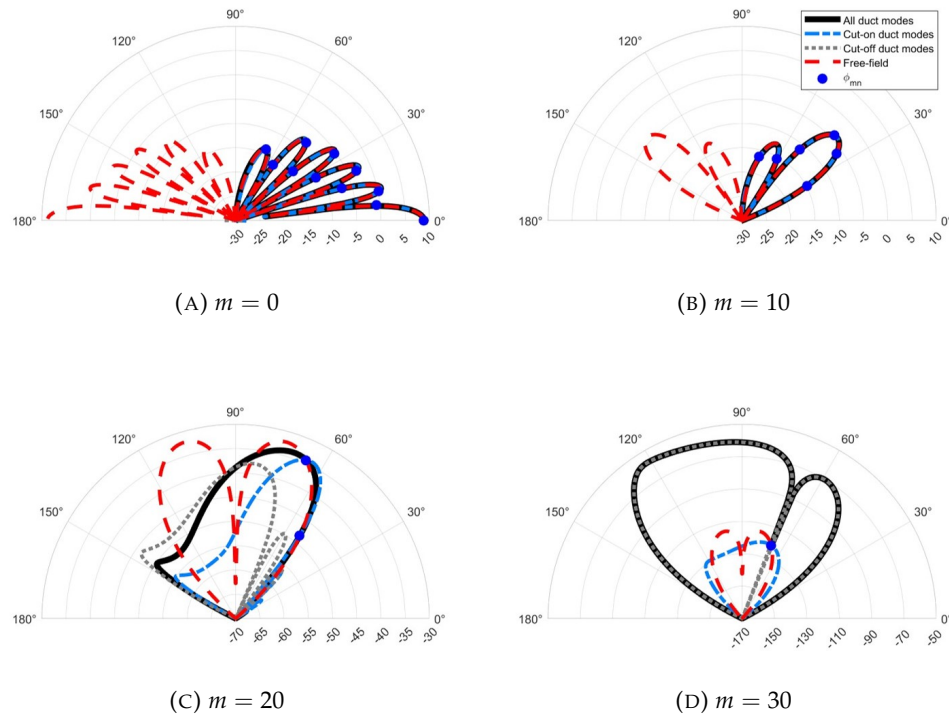 90°
120°
60°
150°
30°
180°
0°
-30 -25 -20 -15 -10 -5 0 5 10
(A) m = 0
90°
120°
150°
30°
180°
0°
-30 -25 -20 -15 -10 -5 0 5 10
All duct modes
Cut-on duct modes
Cut-off duct modes
Free-field
ϕmn
(B) m = 10
90°
120°
60°
150°
30°
180°
0°
-70 -65 -60 -55 -50 -45 -40 -35 -30
(C) m = 20
90°
120°
60°
150°
30°
180°
0°
-170 -150 -130 -110 -90 -70 -50
(D) m = 30